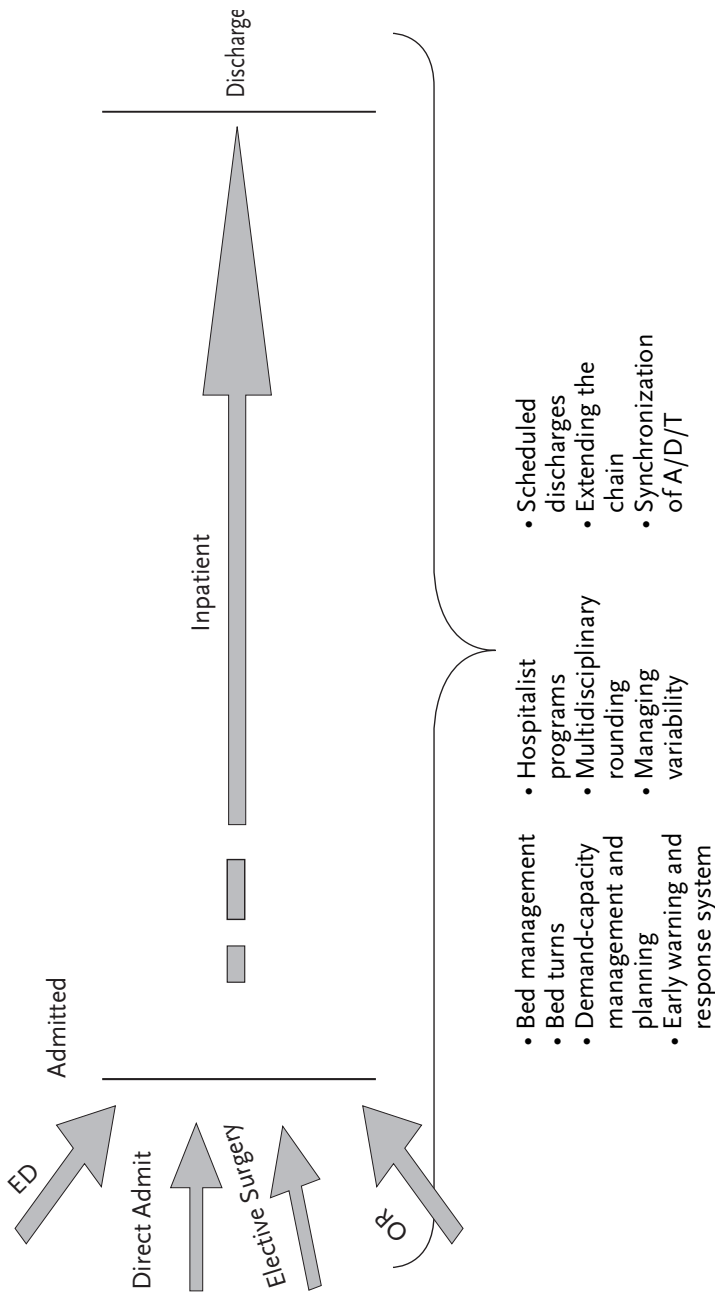 ED
Direct Admit
Elective Surgery
OR
Admitted
Inpatient
Discharge
• Bed management
• Bed turns
• Demand-capacity
management and
planning
• Early warning and
response system
• Hospitalist
programs
• Multidisciplinary
rounding
• Managing
variability
• Scheduled
discharges
• Extending the
chain
• Synchronization
of A/D/T